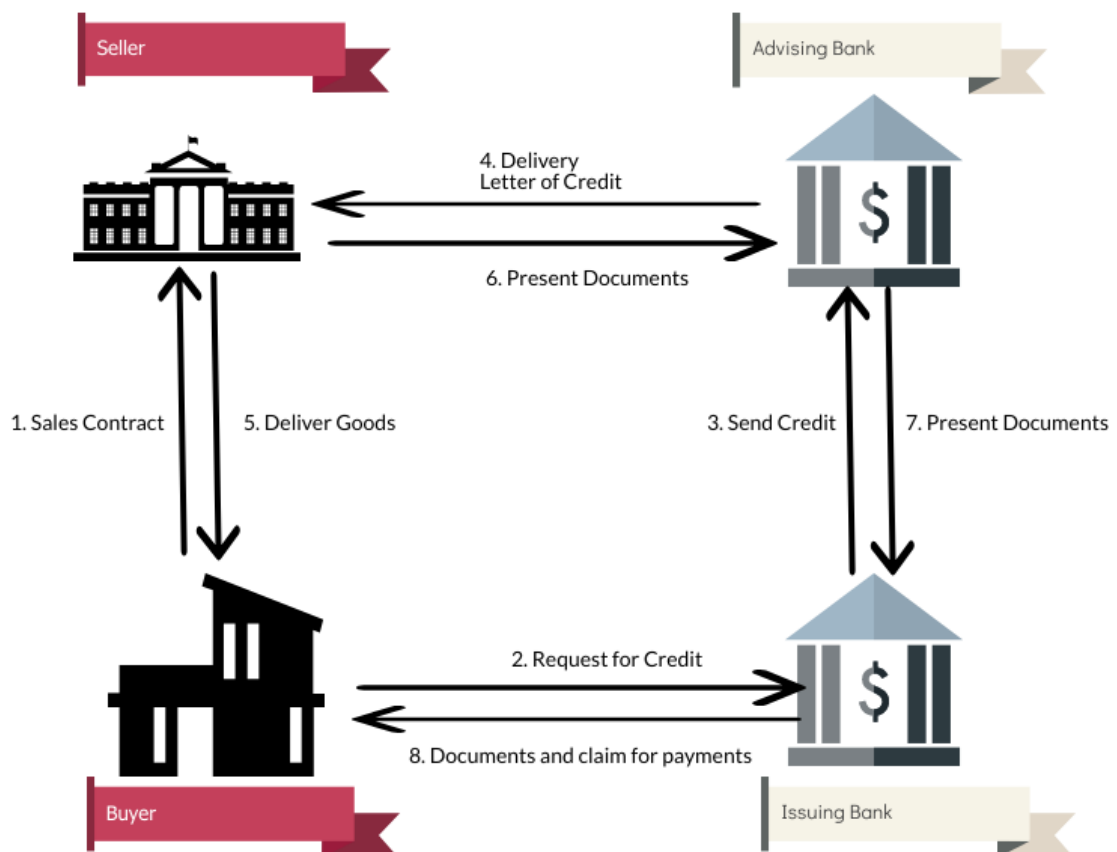 Seller
Advising Bank
4. Delivery
Letter of Credit
$
6. Present Documents
1. Sales Contract
5. Deliver Goods
3. Send Credit
7. Present Documents
2. Request for Credit
$
8. Documents and claim for payments
Buyer
Issuing Bank